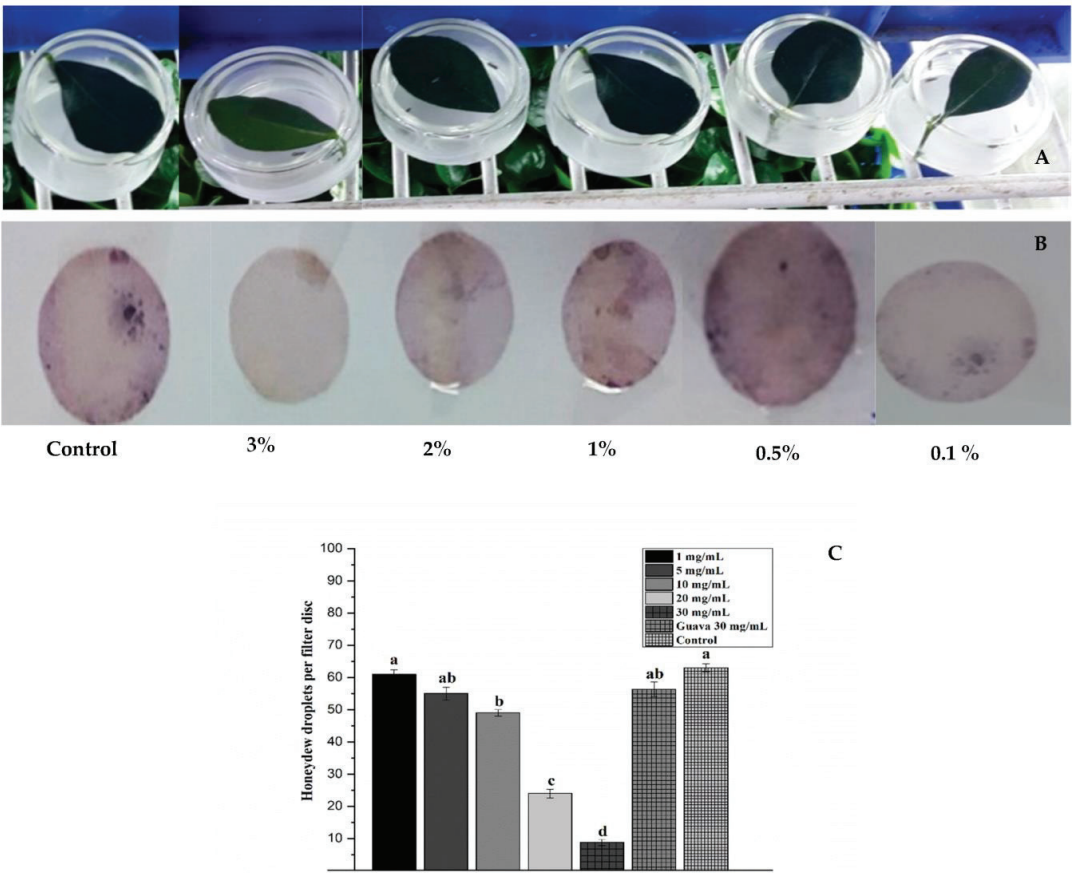 A
B
Control 3% 2% 1% 0.5% 0.1 %
C
100
90
80
70
60
50
40
30
20
10
Honeydew droplets per filter disc
1 mg/mL
5 mg/mL
10 mg/mL
20 mg/mL
30 mg/mL
Guava 30 mg/mL
Control
a
ab
b
c
d
ab
a